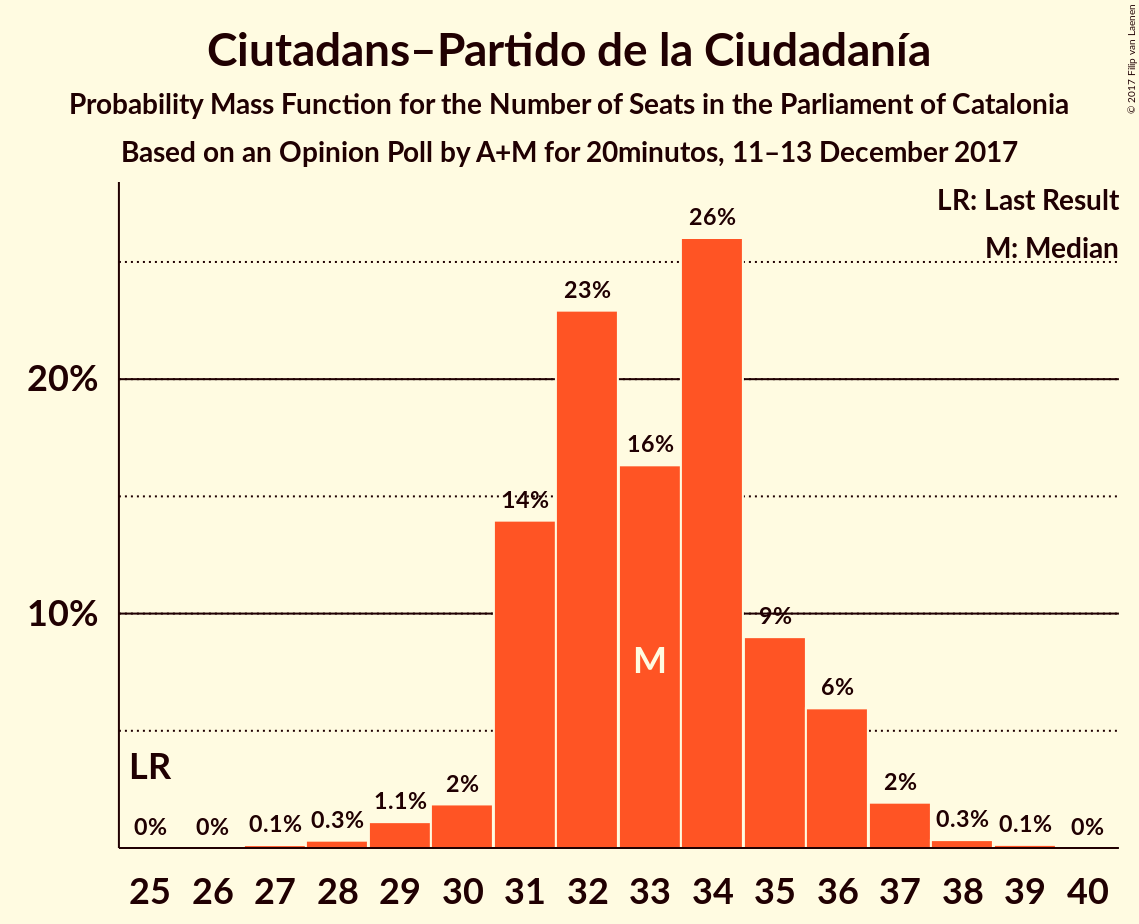 Ciutadans–Partido de la Ciudadanía
Probability Mass Function for the Number of Seats in the Parliament of Catalonia
Based on an Opinion Poll by A+M for 20minutos, 11–13 December 2017
© 2017 Filip van Laenen
LR: Last Result
M: Median
20%
10%
LR
0% 0% 0.1% 0.3% 1.1% 2% 14% 23% 16% 26% 9% 6% 2% 0.3% 0.1% 0%
M
25 26 27 28 29 30 31 32 33 34 35 36 37 38 39 40